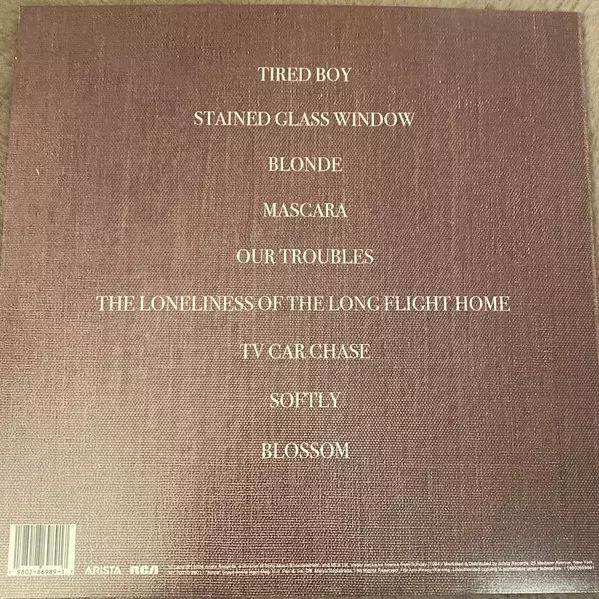 TIRED BOY
STAINED GLASS WINDOW
BLONDE
MASCARA
OUR TROUBLES
THE LONELINESS OF THE LONG FLIGHT HOME
TV CAR CHASE
SOFTLY
BLOSSOM
ARISTA RCA